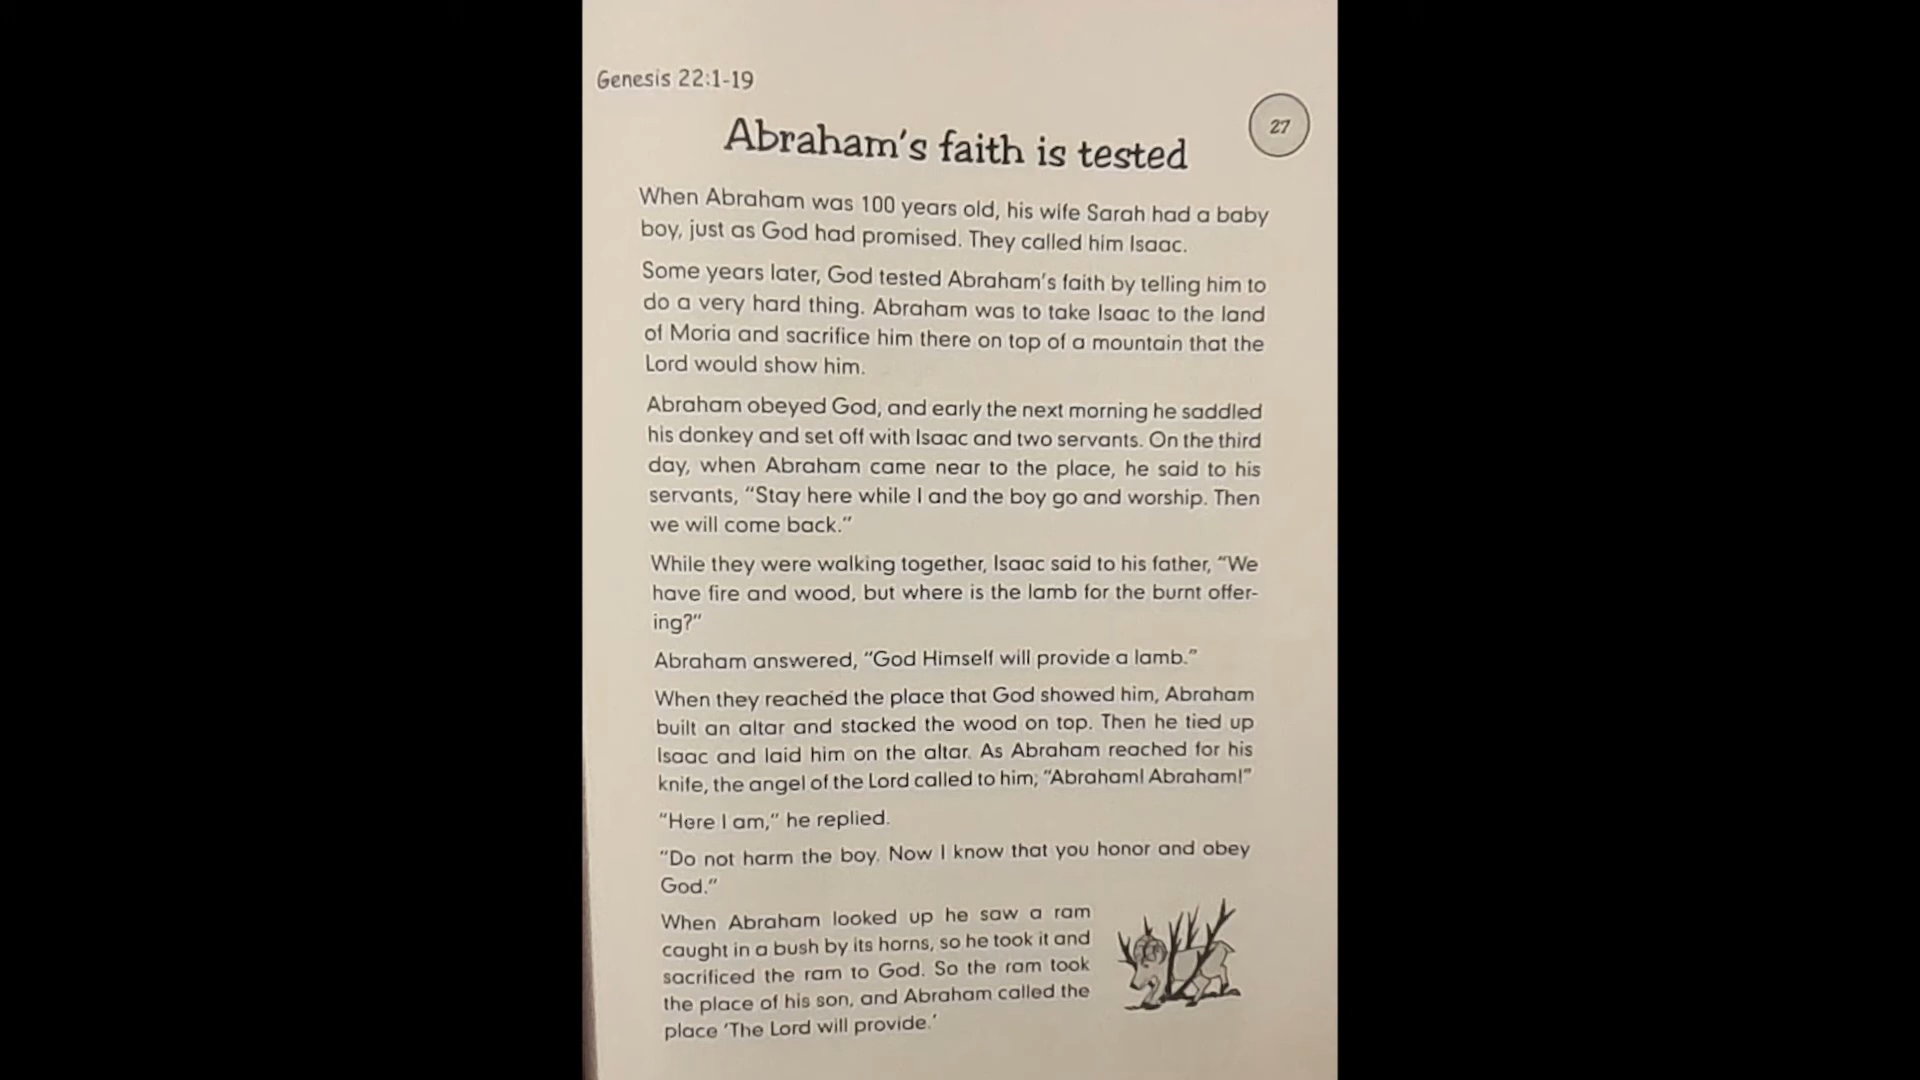 Genesis 22:1-19
27
Abraham's faith is tested
When Abraham was 100 years old, his wife Sarah had a baby
boy, just as God had promised. They called him Isaac.
Some years later, God tested Abraham's faith by telling him to
do a very hard thing. Abraham was to take Isaac to the land
of Moria and sacrifice him there on top of a mountain that the
Lord would show him.
Abraham obeyed God, and early the next morning he saddled
his donkey and set off with Isaac and two servants. On the third
day, when Abraham came near to the place, he said to his
servants, “Stay here while I and the boy go and worship. Then
we will come back.”
While they were walking together, Isaac said to his father, “We
have fire and wood, but where is the lamb for the burnt offer-
ing?”
Abraham answered, “God Himself will provide a lamb.”
When they reached the place that God showed him, Abraham
built an altar and stacked the wood on top. Then he tied up
Isaac and laid him on the altar. As Abraham reached for his
knife, the angel of the Lord called to him; “Abraham! Abraham!”
“Here I am,” he replied.
“Do not harm the boy. Now I know that you honor and obey
God.”
When Abraham looked up he saw a ram
caught in a bush by its horns, so he took it and
sacrificed the ram to God. So the ram took
the place of his son, and Abraham called the
place ‘The Lord will provide.’